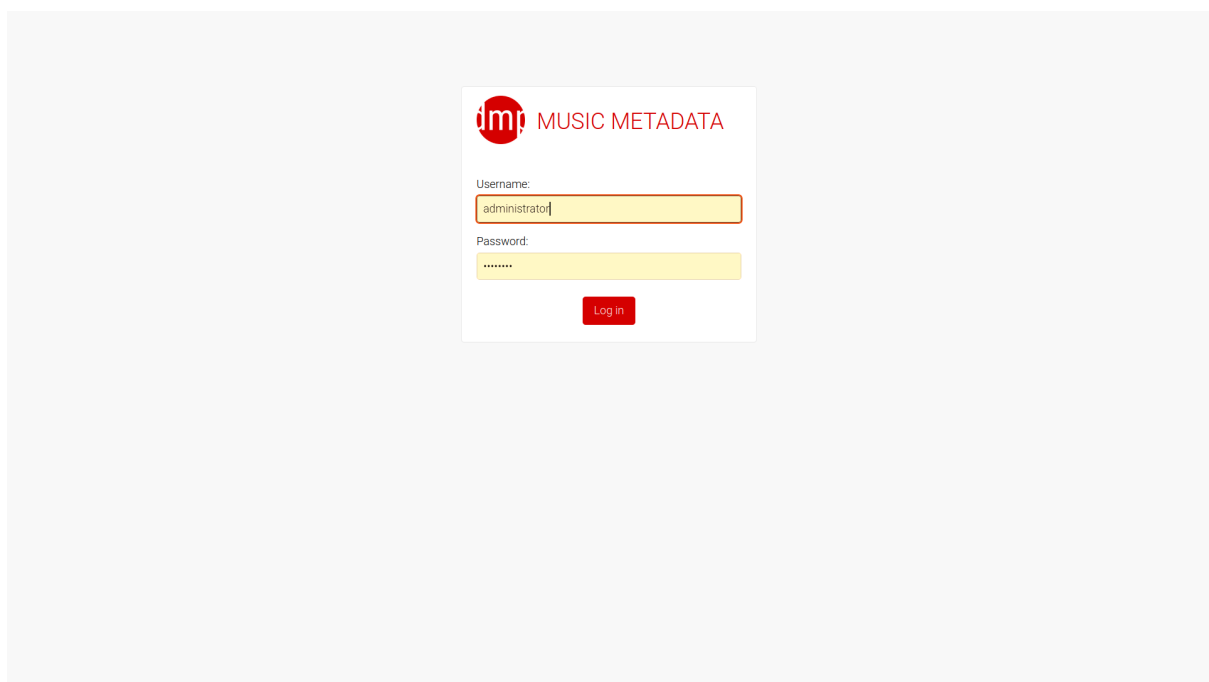 dmp MUSIC METADATA
Username:
administrator
Password:
••••••••
Log in